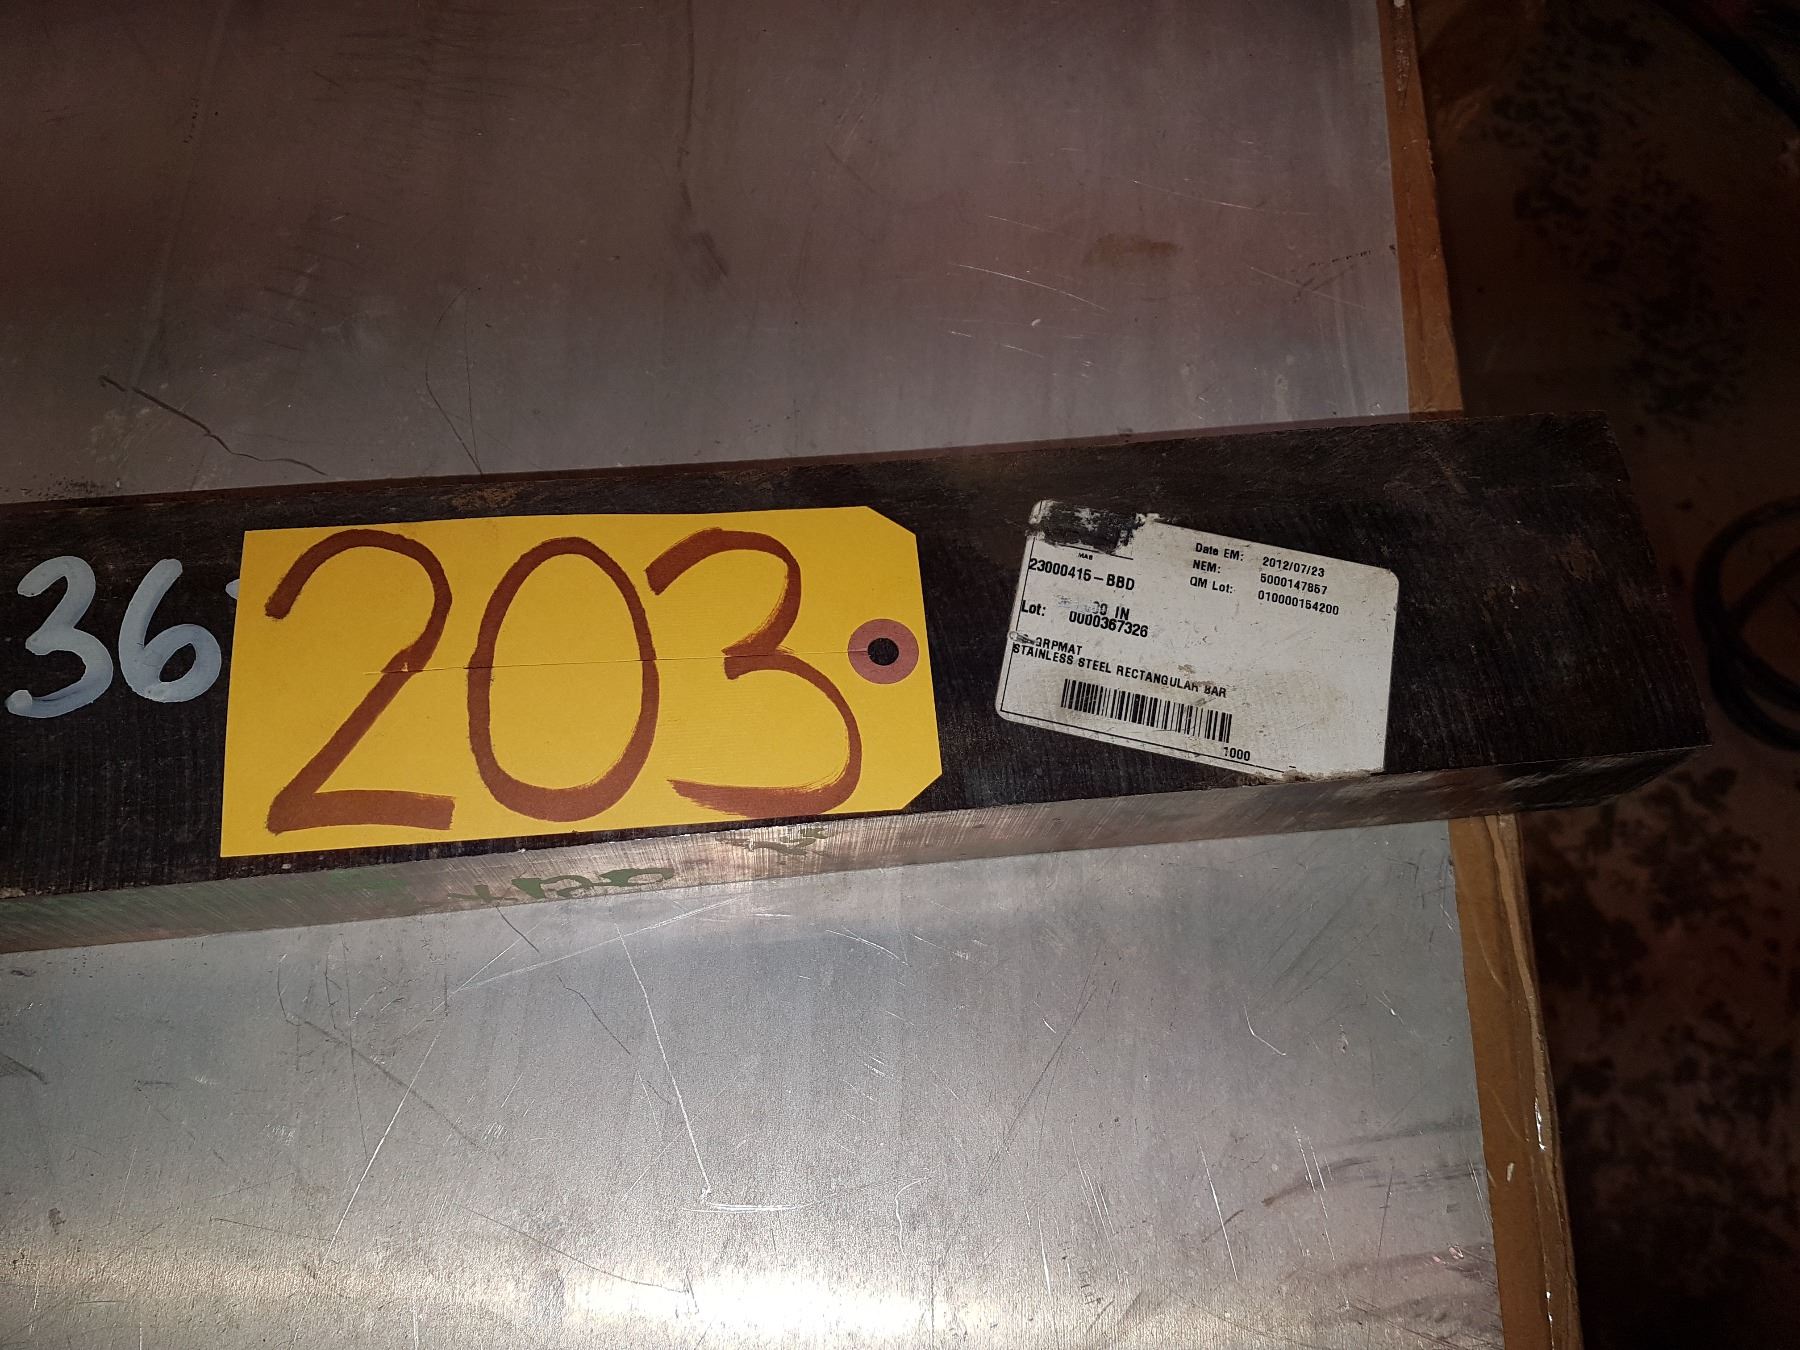 36
203
MAB
23000415-BBD
Date EM: 2012/07/23
NEM: 5000147857
QM Lot: 010000154200
IN
Lot: 0000367326
GRPMAT
STAINLESS STEEL RECTANGULAR BAR
1000